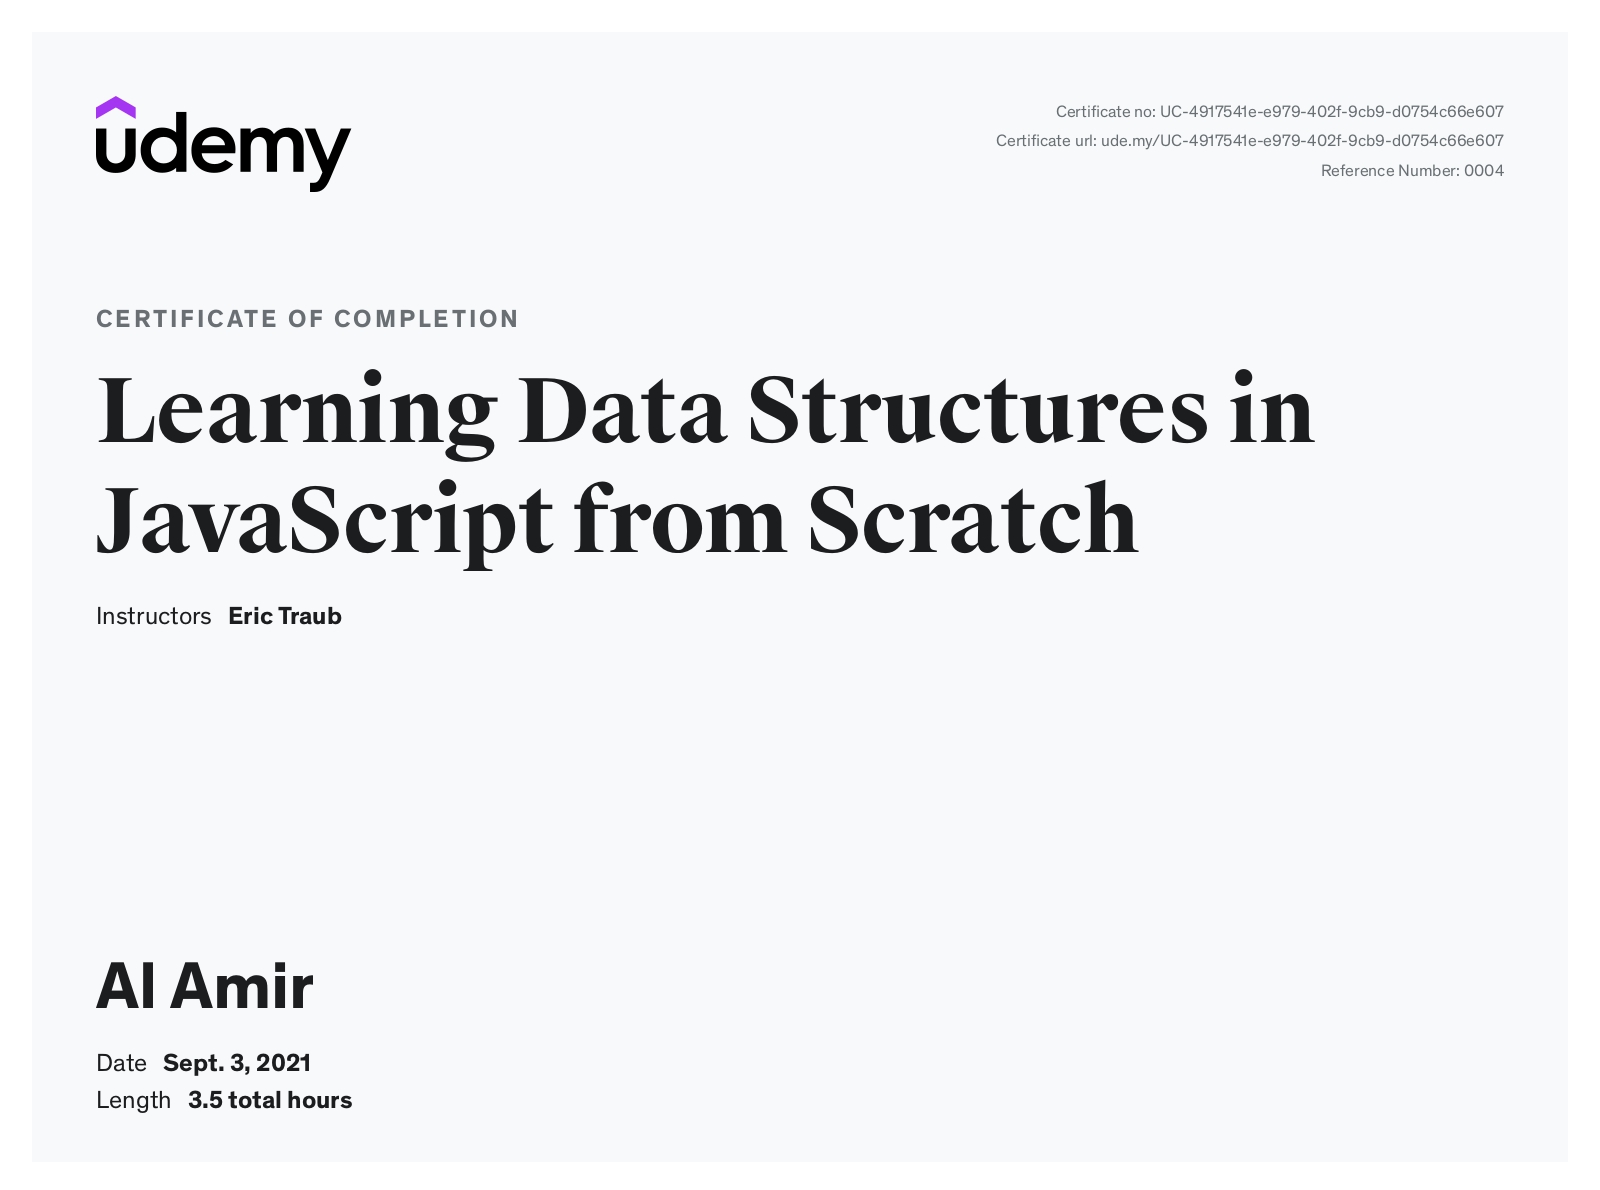 udemy
Certificate no: UC-4917541e-e979-402f-9cb9-d0754c66e607
Certificate url: ude.my/UC-4917541e-e979-402f-9cb9-d0754c66e607
Reference Number: 0004
CERTIFICATE OF COMPLETION
Learning Data Structures in
JavaScript from Scratch
Instructors Eric Traub
Al Amir
Date Sept. 3, 2021
Length 3.5 total hours